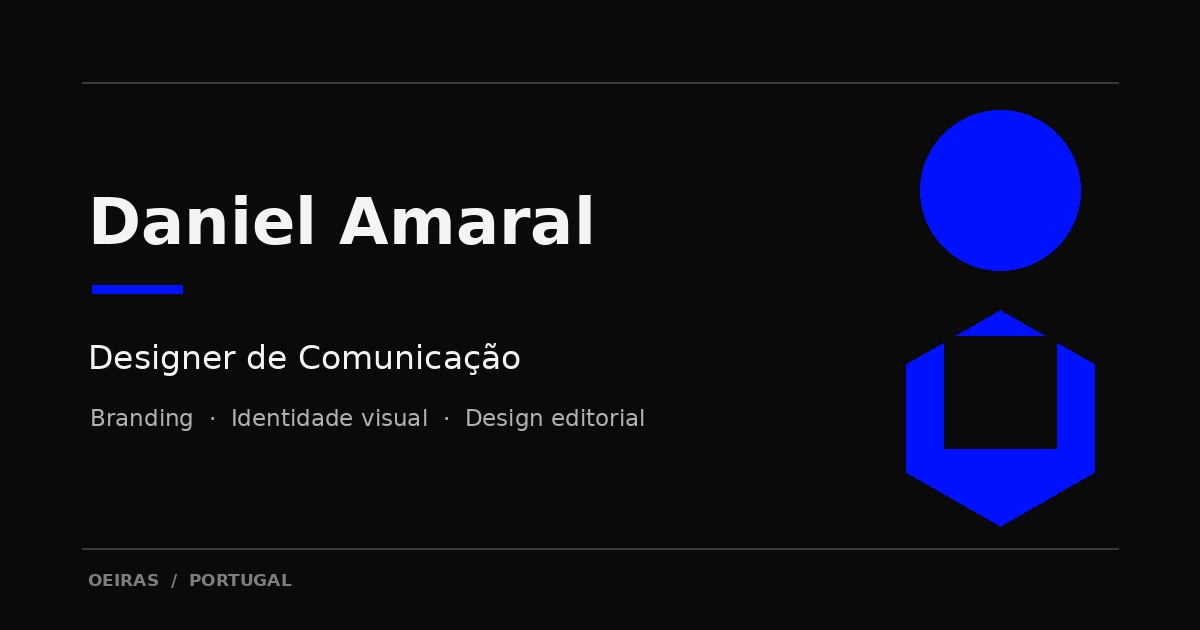 Daniel Amaral
Designer de Comunicação
Branding · Identidade visual · Design editorial
OEIRAS / PORTUGAL